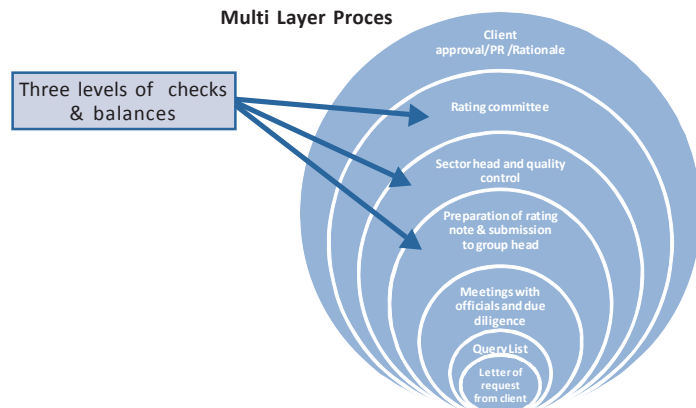 Multi Layer Proces
Client
approval/PR /Rationale
Three levels of checks
& balances
Rating committee
Sector head and quality
control
Preparation of rating
note & submission
to group head
Meetings with
officials and due
diligence
Query List
Letter of
request
from client